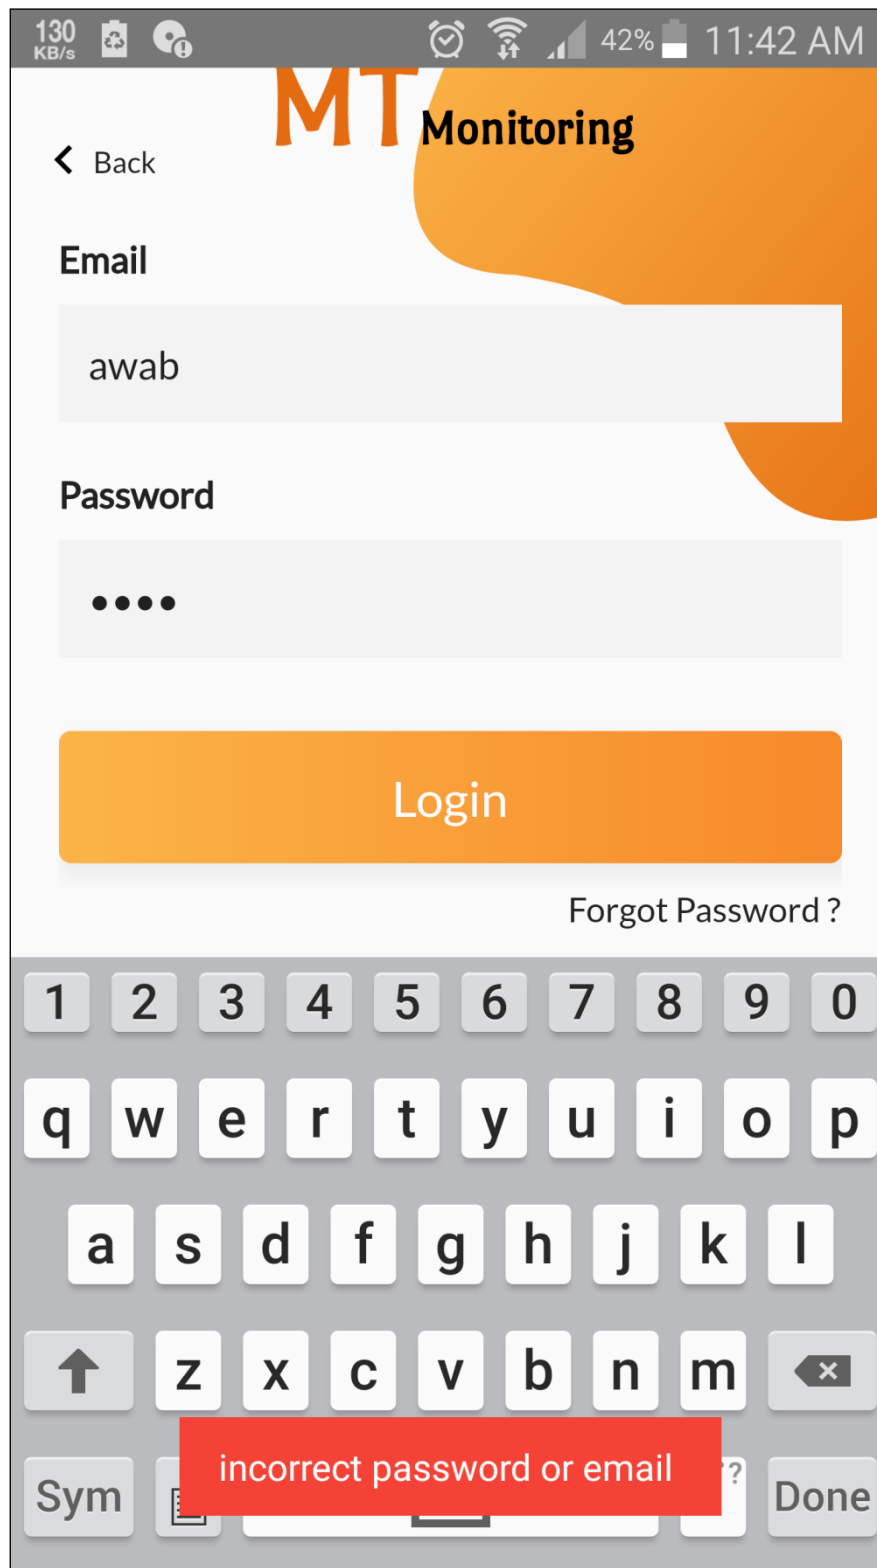 130
KB/s
42%
11:42 AM
MT Monitoring
Back
Email
awab
Password
••••
Login
Forgot Password ?
1 2 3 4 5 6 7 8 9 0
q w e r t y u i o p
a s d f g h j k l
z x c v b n m
incorrect password or email
Sym ? Done